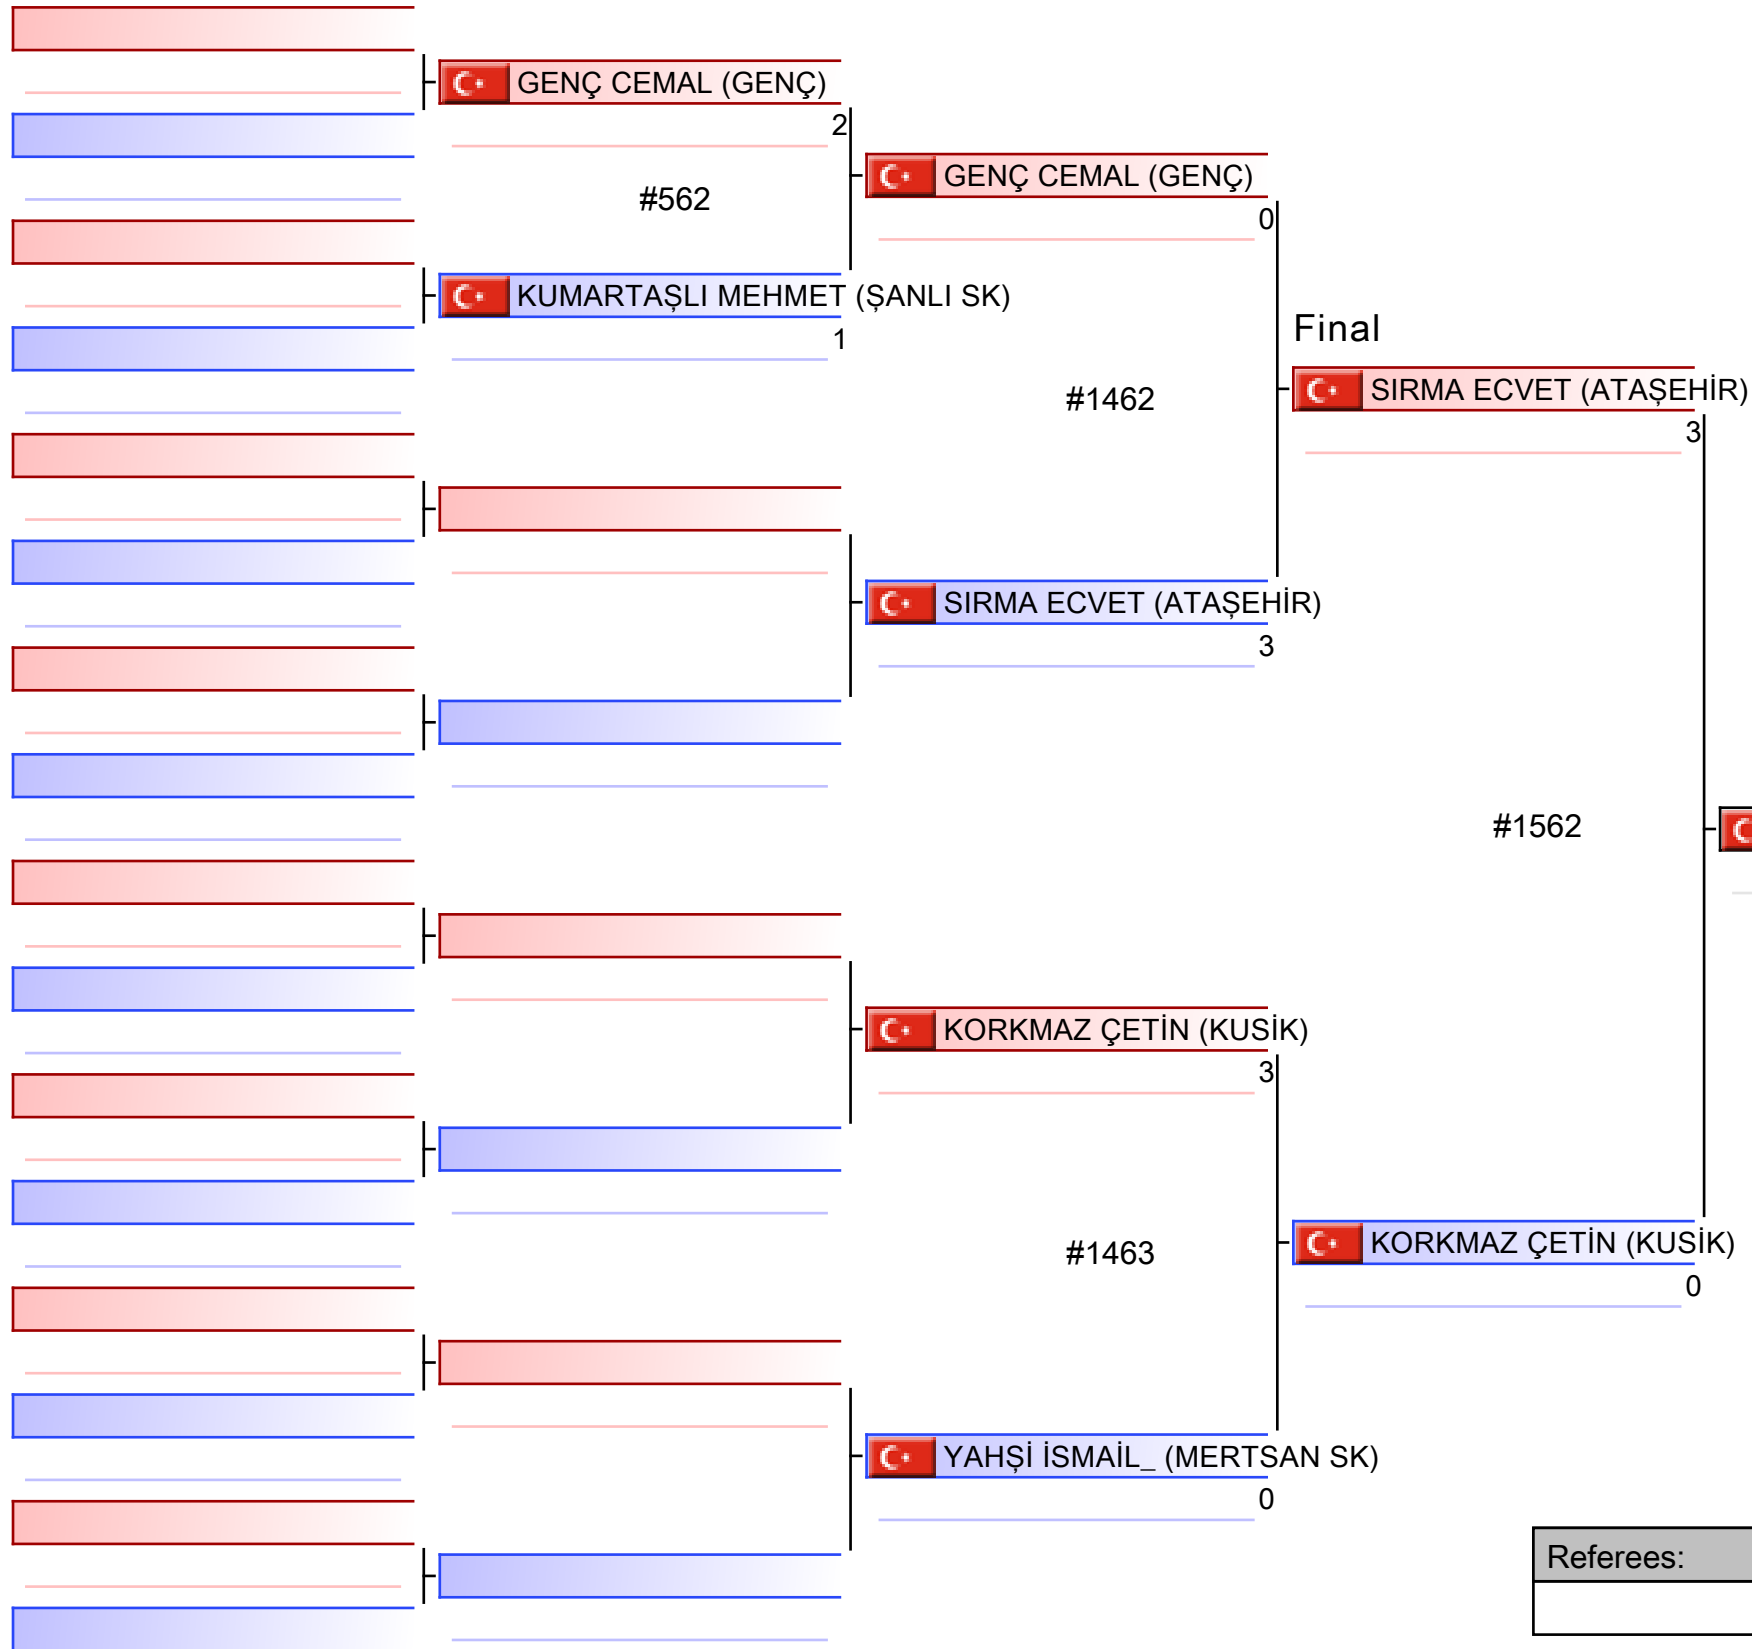 GENÇ CEMAL (GENÇ)
2
GENÇ CEMAL (GENÇ)
0
#562
KUMARTAŞLI MEHMET (ŞANLI SK)
1
Final
SIRMA ECVET (ATAŞEHİR)
3
#1462
SIRMA ECVET (ATAŞEHİR)
3
#1562
KORKMAZ ÇETİN (KUSİK)
3
#1463
KORKMAZ ÇETİN (KUSİK)
0
YAHŞİ İSMAİL_ (MERTSAN SK)
0
Referees: